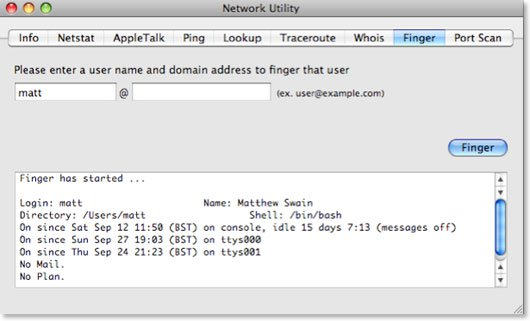 Network Utility
Info Netstat AppleTalk Ping Lookup Traceroute Whois Finger Port Scan
Please enter a user name and domain address to finger that user
matt @ (ex. user@example.com)
Finger
Finger has started ...
Login: matt Name: Matthew Swain
Directory: /Users/matt Shell: /bin/bash
On since Sat Sep 12 11:50 (BST) on console, idle 15 days 7:13 (messages off)
On since Sun Sep 27 19:03 (BST) on ttys000
On since Thu Sep 24 21:23 (BST) on ttys001
No Mail.
No Plan.